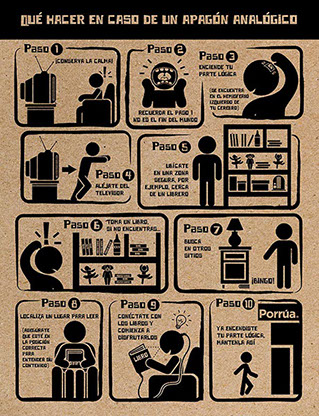 QUÉ HACER EN CASO DE UN APAGÓN ANALÓGICO
PASO 1
¡CONSERVA LA CALMA!
PASO 2
RECUERDA EL PASO 1
NO ES EL FIN DEL MUNDO
PASO 3
ENCIENDE TU
PARTE LÓGICA
(SE ENCUENTRA
EN EL HEMISFERIO
IZQUIERDO DE
TU CEREBRO)
PASO 4
ALÉJATE DEL
TELEVISOR
PASO 5
UBÍCATE
EN UNA ZONA
SEGURA, POR
EJEMPLO, CERCA
DE UN LIBRERO
PASO 6
TOMA UN LIBRO,
SI NO ENCUENTRAS...
PASO 7
BUSCA
EN OTROS
SITIOS
¡BINGO!
PASO 8
LOCALIZA UN LUGAR PARA LEER
(ASEGÚRATE
QUE ESTÉ EN
LA POSICIÓN
CORRECTA
PARA
ENTENDER SU
CONTENIDO)
PASO 9
CONÉCTATE CON
LOS LIBROS Y
COMIENZA A
DISFRUTARLOS
LIBRO
PASO 10
YA ENCENDISTE
TU PARTE LÓGICA,
MANTENLA ASÍ
Porrúa